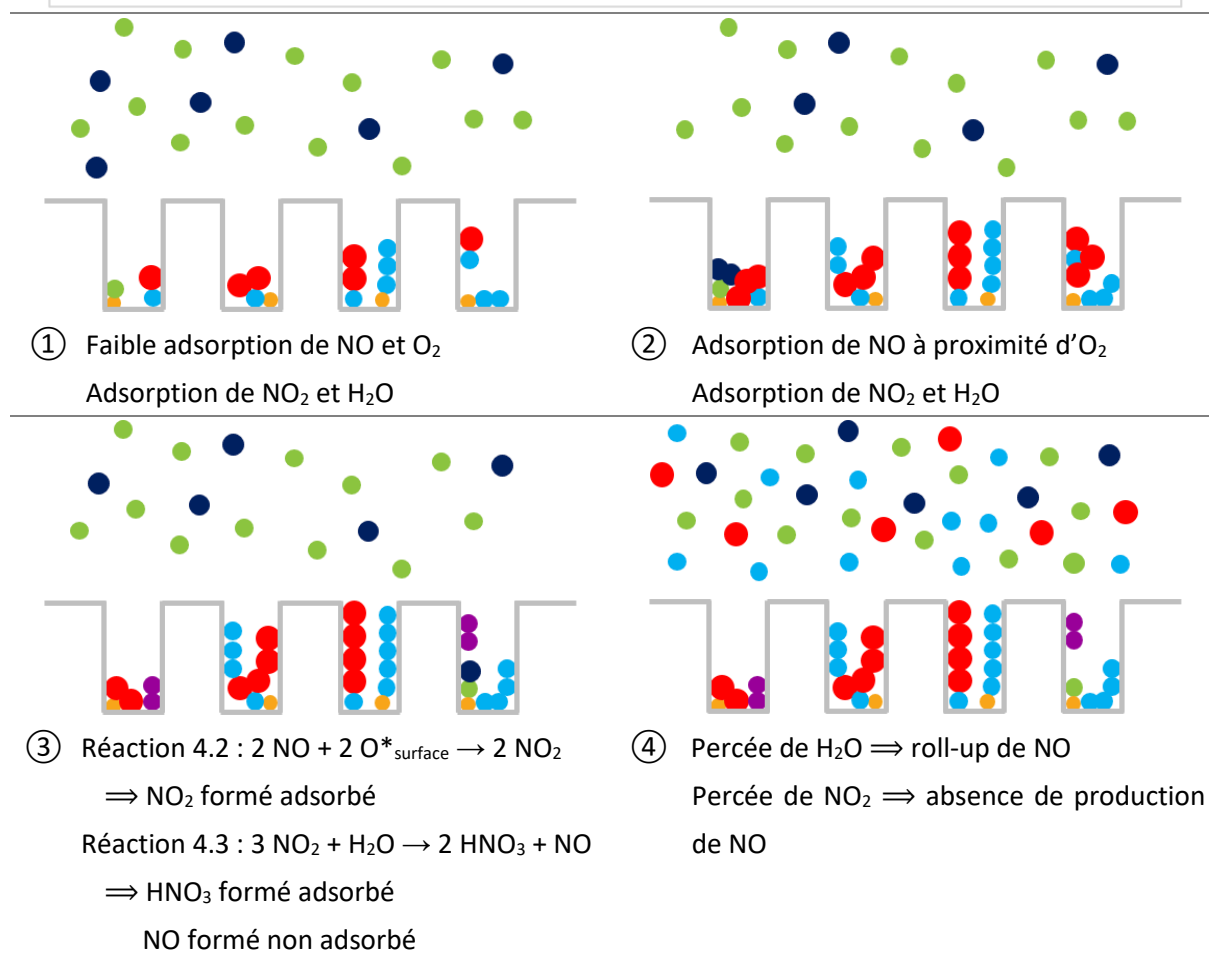 ① Faible adsorption de NO et O₂
Adsorption de NO₂ et H₂O
② Adsorption de NO à proximité d'O₂
Adsorption de NO₂ et H₂O
③ Réaction 4.2 : 2 NO + 2 O*surface → 2 NO₂
⟹ NO₂ formé adsorbé
Réaction 4.3 : 3 NO₂ + H₂O → 2 HNO₃ + NO
⟹ HNO₃ formé adsorbé
NO formé non adsorbé
④ Percée de H₂O ⟹ roll-up de NO
Percée de NO₂ ⟹ absence de production
de NO